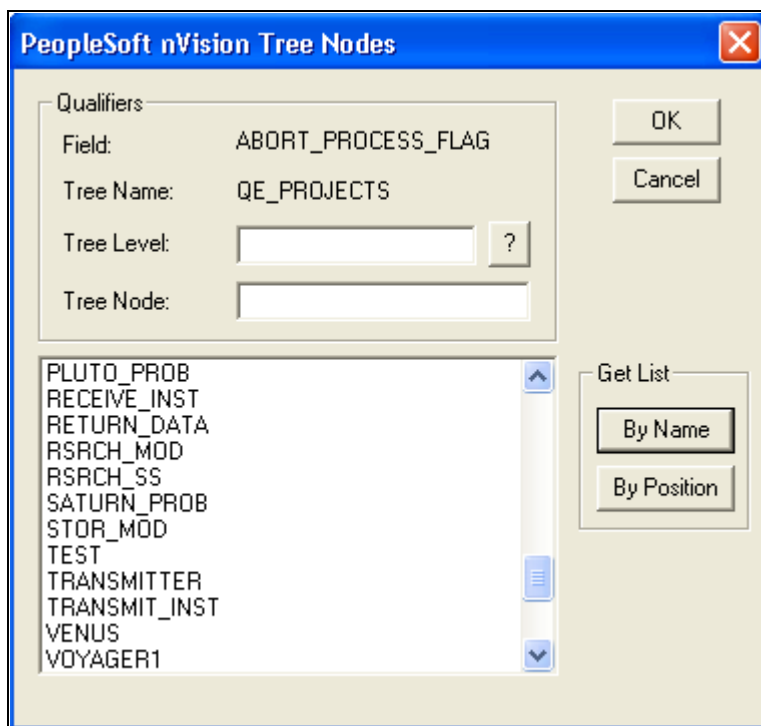 PeopleSoft nVision Tree Nodes
Qualifiers
Field: ABORT_PROCESS_FLAG
Tree Name: QE_PROJECTS
Tree Level: ?
Tree Node:
OK
Cancel
PLUTO_PROB
RECEIVE_INST
RETURN_DATA
RSRCH_MOD
RSRCH_SS
SATURN_PROB
STOR_MOD
TEST
TRANSMITTER
TRANSMIT_INST
VENUS
VOYAGER1
Get List
By Name
By Position